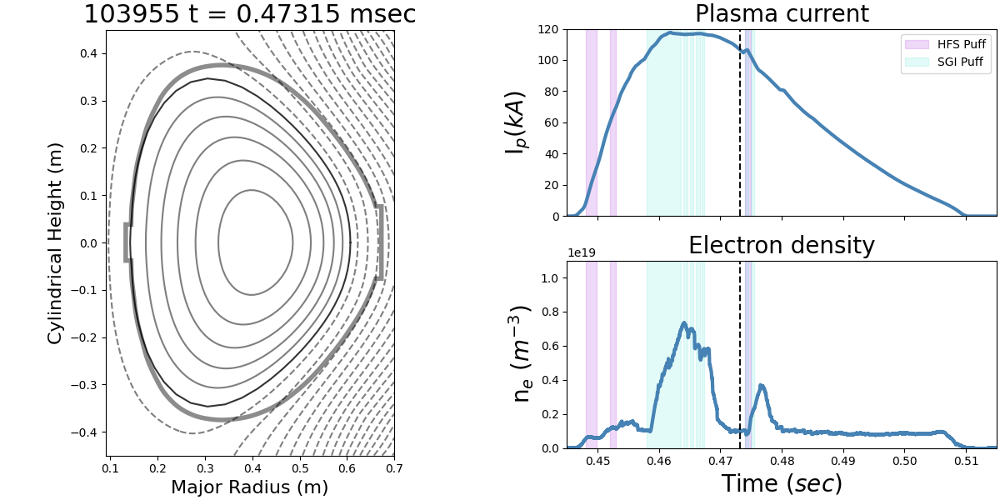 103955 t = 0.47315 msec
0.4
0.3
0.2
0.1
0.0
−0.1
−0.2
−0.3
−0.4
Cylindrical Height (m)
0.1 0.2 0.3 0.4 0.5 0.6 0.7
Major Radius (m)
Plasma current
120
100
80
60
40
20
0
I_p(kA)
HFS Puff
SGI Puff
Electron density
1e19
1.0
0.8
0.6
0.4
0.2
0.0
n_e (m^{−3})
0.45 0.46 0.47 0.48 0.49 0.50 0.51
Time (sec)